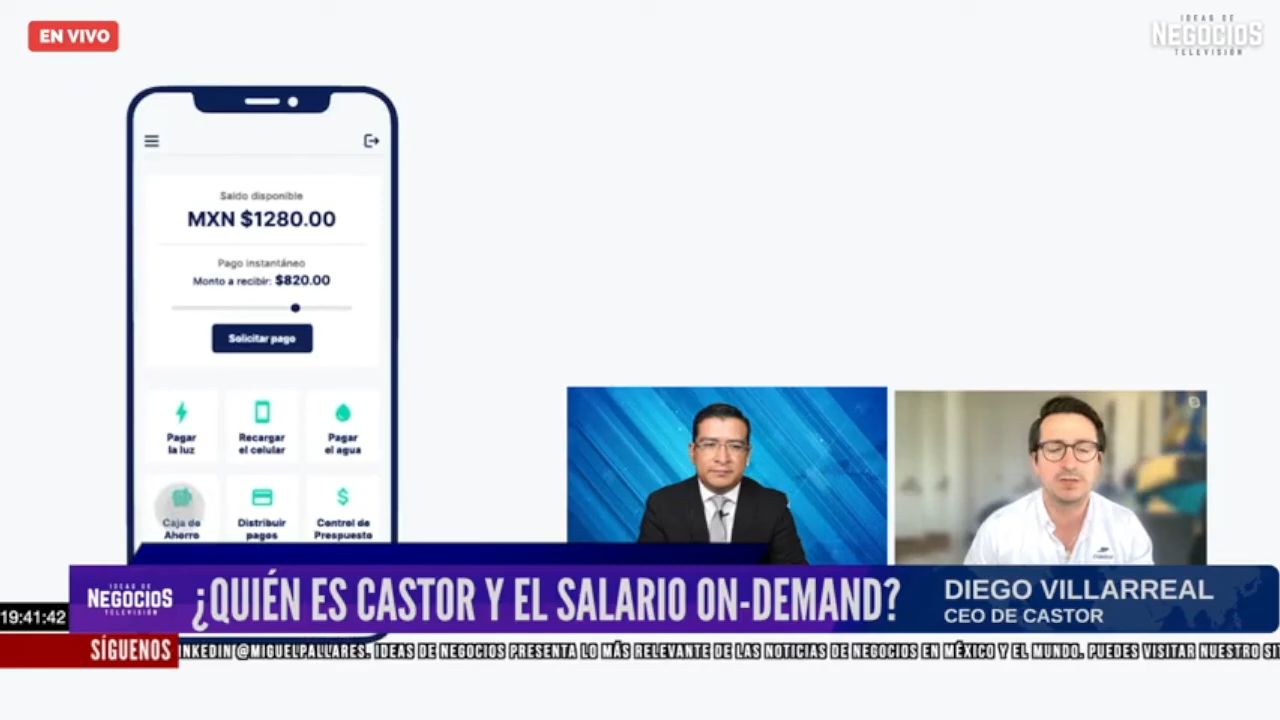 EN VIVO
IDEAS DE
NEGOCIOS
TELEVISIÓN
Saldo disponible
MXN $1280.00
Pago instantáneo
Monto a recibir: $820.00
Solicitar pago
Pagar
la luz
Recargar
el celular
Pagar
el agua
Caja de
Ahorro
Distribuir
pagos
Control de
Prespuesto
IDEAS DE
NEGOCIOS
TELEVISIÓN
¿QUIÉN ES CASTOR Y EL SALARIO ON-DEMAND?
DIEGO VILLARREAL
CEO DE CASTOR
19:41:42
SÍGUENOS
INKEDIN@MIGUELPALLARES. IDEAS DE NEGOCIOS PRESENTA LO MÁS RELEVANTE DE LAS NOTICIAS DE NEGOCIOS EN MÉXICO Y EL MUNDO. PUEDES VISITAR NUESTRO SIT